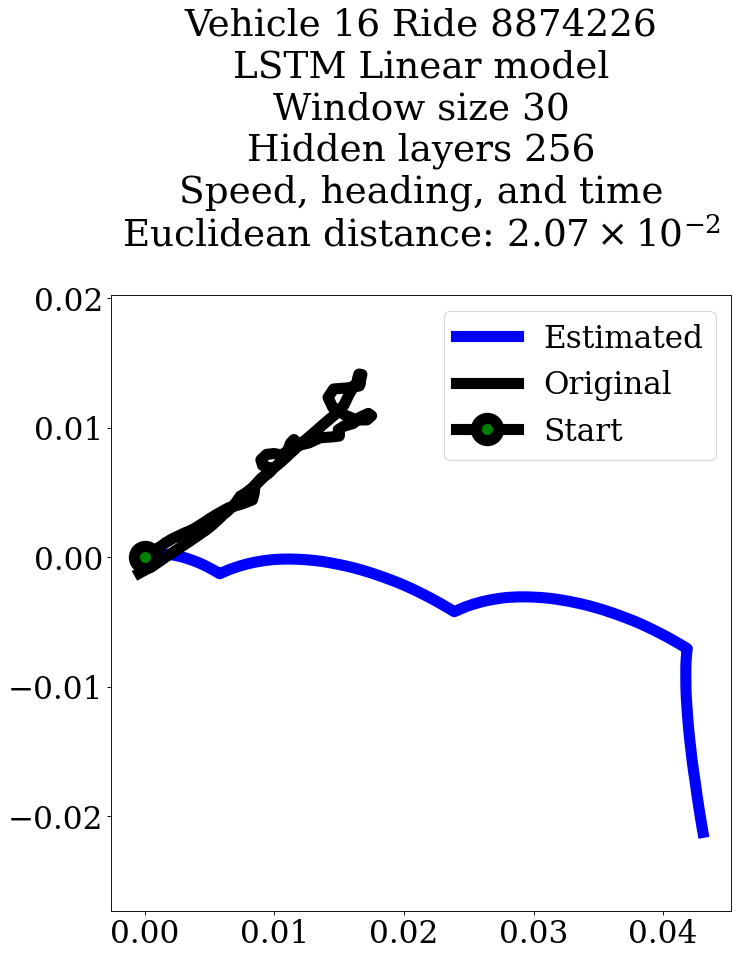 Vehicle 16 Ride 8874226
LSTM Linear model
Window size 30
Hidden layers 256
Speed, heading, and time
Euclidean distance: 2.07 × 10⁻²
0.02
0.01
0.00
−0.01
−0.02
Estimated
Original
Start
0.00 0.01 0.02 0.03 0.04